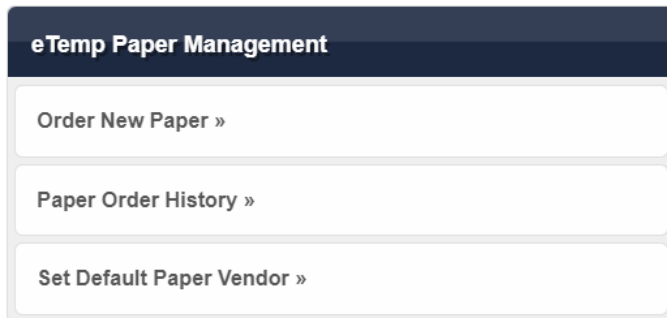 eTemp Paper Management
Order New Paper »
Paper Order History »
Set Default Paper Vendor »